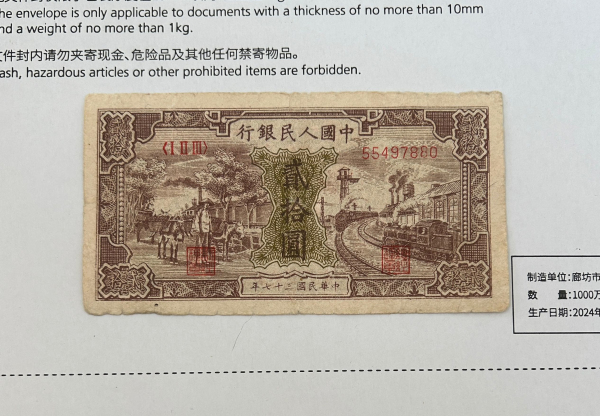 he envelope is only applicable to documents with a thickness of no more than 10mm
nd a weight of no more than 1kg.
文件封内请勿夹寄现金、危险品及其他任何禁寄物品。
ash, hazardous articles or other prohibited items are forbidden.
行銀民人國中
〈I II III〉
55497880
貳拾圓
年七十三國民華中
制造单位:廊坊市
数 量:1000万
生产日期:2024年